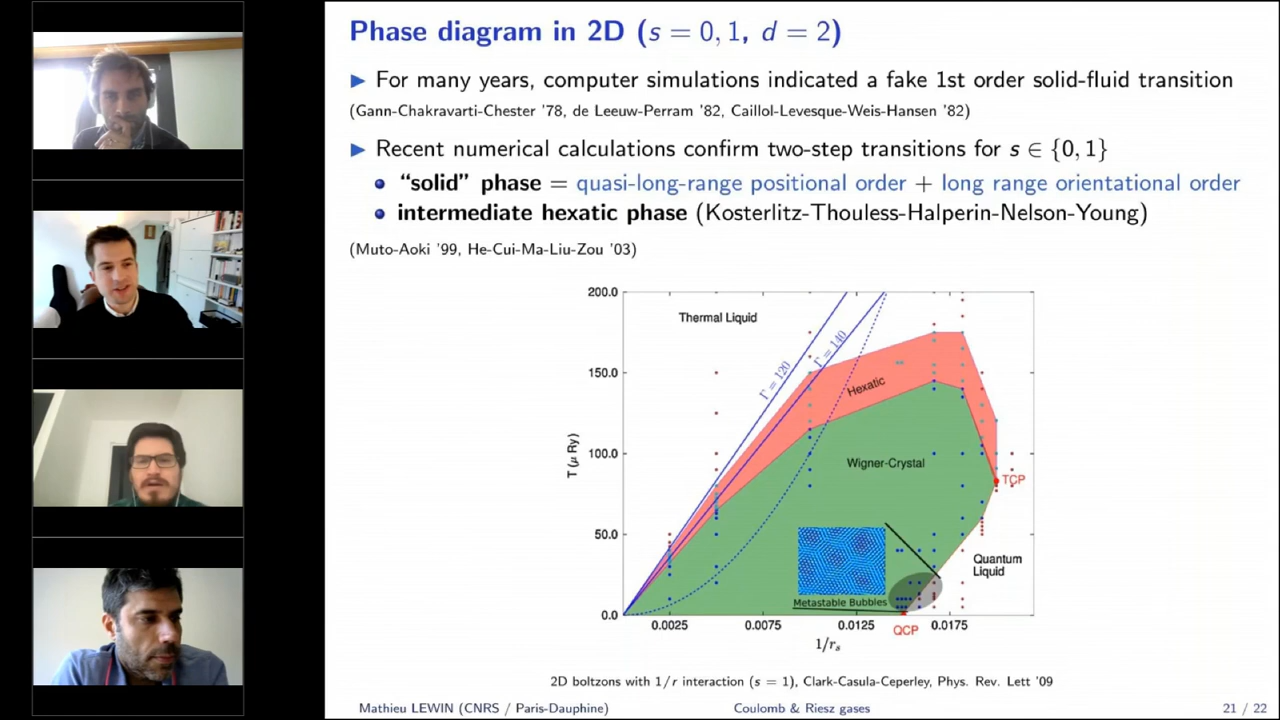 Phase diagram in 2D (s = 0, 1, d = 2)
For many years, computer simulations indicated a fake 1st order solid-fluid transition
(Gann-Chakravarti-Chester '78, de Leeuw-Perram '82, Caillol-Levesque-Weis-Hansen '82)
Recent numerical calculations confirm two-step transitions for s ∈ {0, 1}
“solid” phase = quasi-long-range positional order + long range orientational order
intermediate hexatic phase (Kosterlitz-Thouless-Halperin-Nelson-Young)
(Muto-Aoki '99, He-Cui-Ma-Liu-Zou '03)
200.0
Thermal Liquid
Γ = 120
Γ = 140
150.0
Hexatic
T (μ Ry)
100.0
Wigner-Crystal
TCP
50.0
Quantum
Liquid
Metastable Bubbles
0.0
0.0025
0.0075
0.0125
0.0175
QCP
1/rₛ
2D boltzons with 1/r interaction (s = 1), Clark-Casula-Ceperley, Phys. Rev. Lett '09
Mathieu LEWIN (CNRS / Paris-Dauphine)
Coulomb & Riesz gases
21 / 22